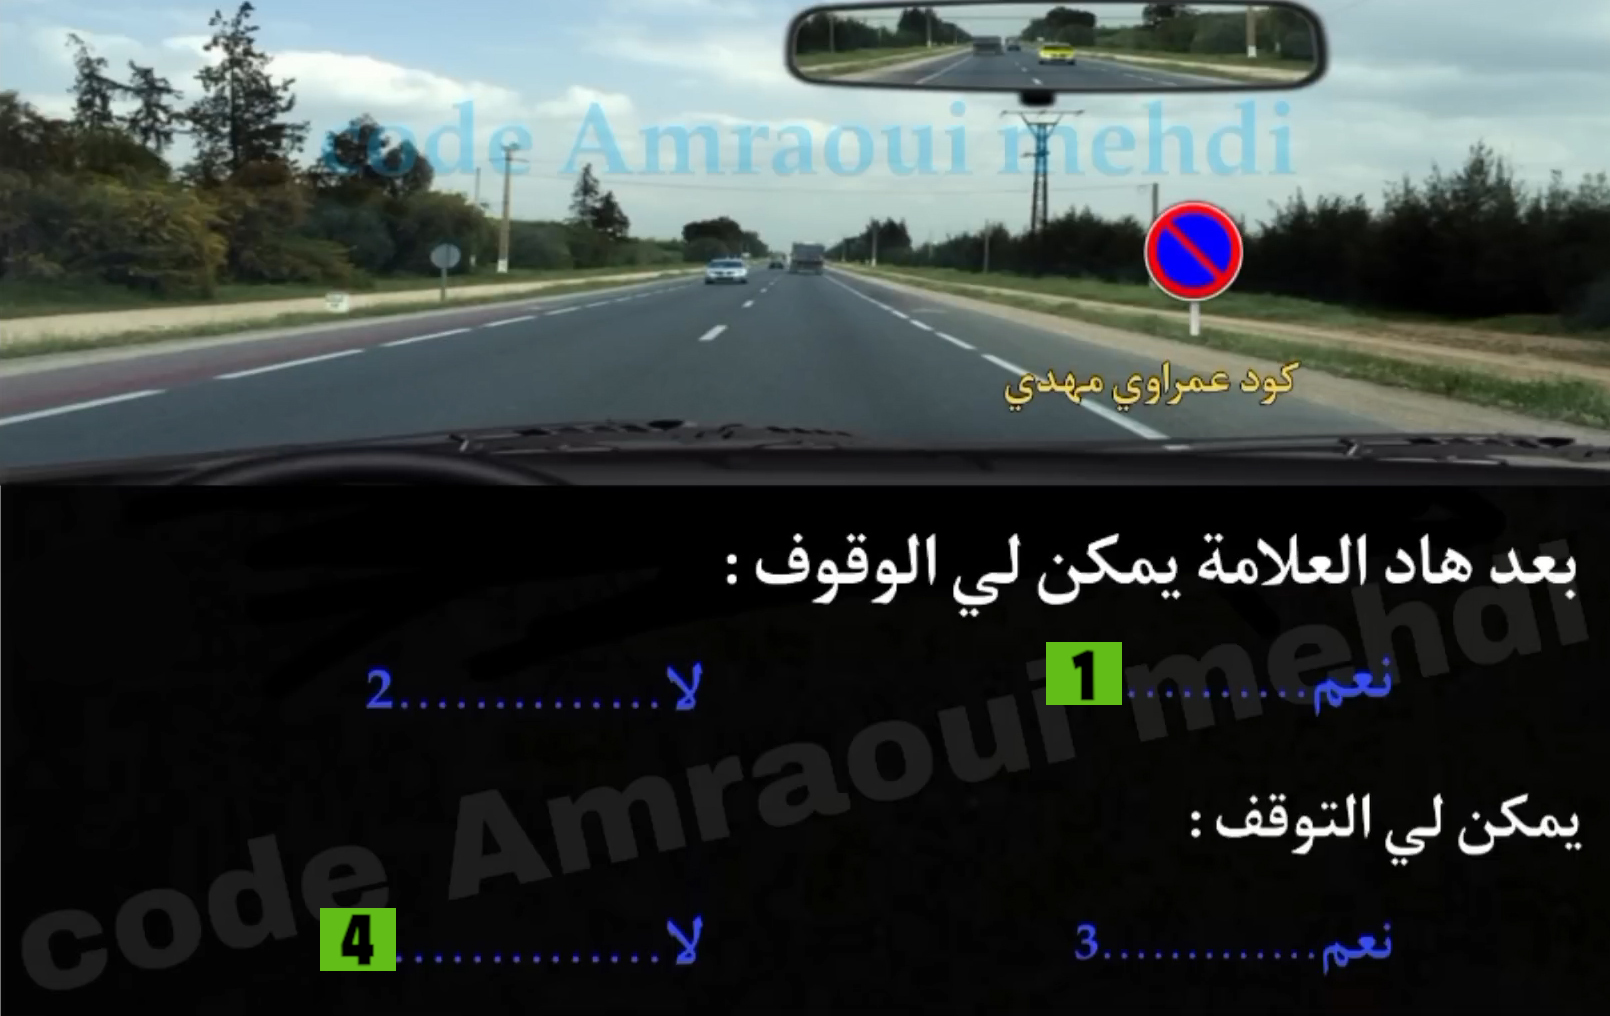 code Amraoui mehdi
كود عمراوي مهدي
بعد هاد العلامة يمكن لي الوقوف :
نعم...........1 لا..............2
يمكن لي التوقف :
نعم.............3 لا..............4
code Amraoui mehdi